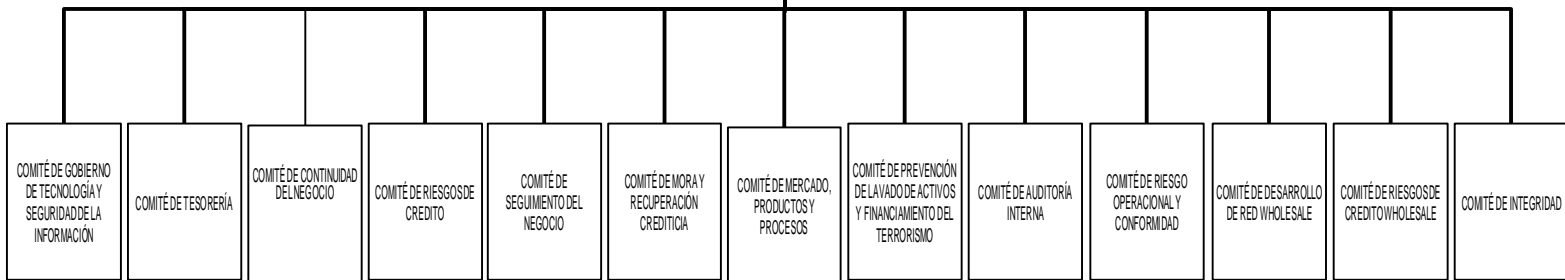 COMITÉ DE GOBIERNO
DE TECNOLOGÍA Y
SEGURIDAD DE LA
INFORMACIÓN
COMITÉ DE TESORERÍA
COMITÉ DE CONTINUIDAD
DEL NEGOCIO
COMITÉ DE RIESGOS DE
CREDITO
COMITÉ DE
SEGUIMIENTO DEL
NEGOCIO
COMITÉ DE MORA Y
RECUPERACIÓN
CREDITICIA
COMITÉ DE MERCADO,
PRODUCTOS Y
PROCESOS
COMITÉ DE PREVENCIÓN
DE LAVADO DE ACTIVOS
Y FINANCIAMIENTO DEL
TERRORISMO
COMITÉ DE AUDITORÍA
INTERNA
COMITÉ DE RIESGO
OPERACIONAL Y
CONFORMIDAD
COMITÉ DE DESARROLLO
DE RED WHOLESALE
COMITÉ DE RIESGOS DE
CREDITO WHOLESALE
COMITÉ DE INTEGRIDAD